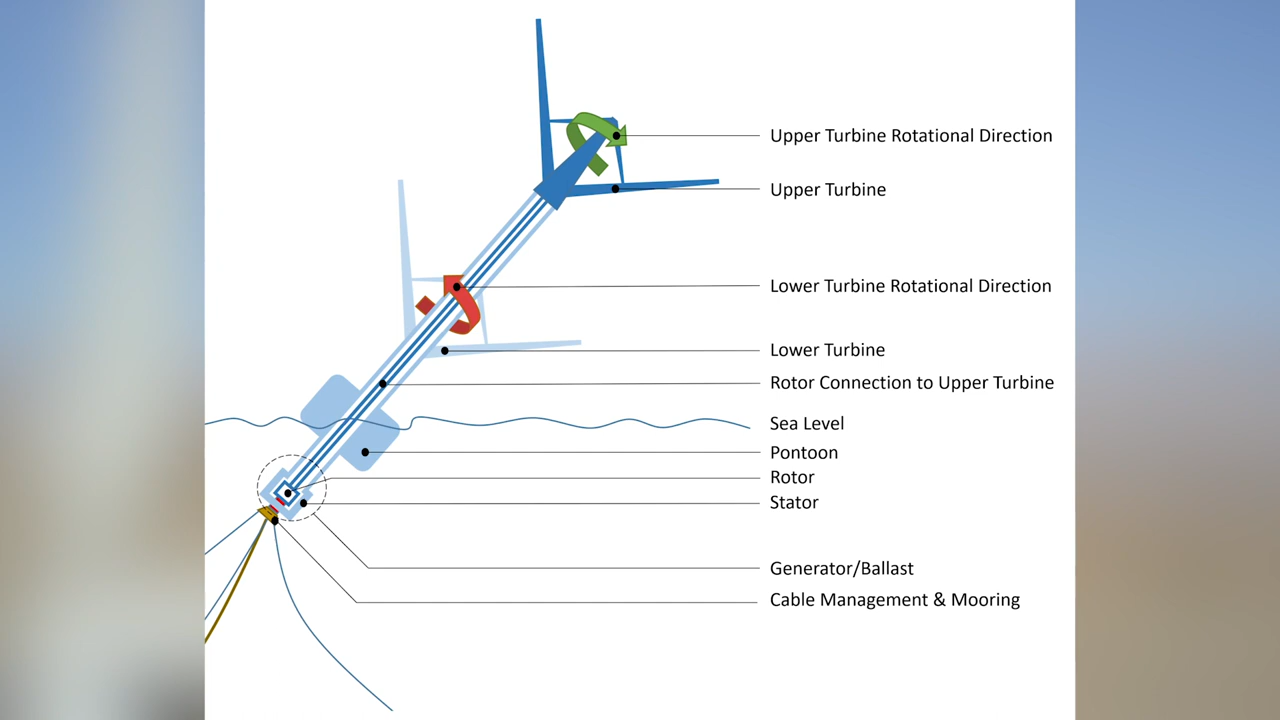 Upper Turbine Rotational Direction
Upper Turbine
Lower Turbine Rotational Direction
Lower Turbine
Rotor Connection to Upper Turbine
Sea Level
Pontoon
Rotor
Stator
Generator/Ballast
Cable Management & Mooring